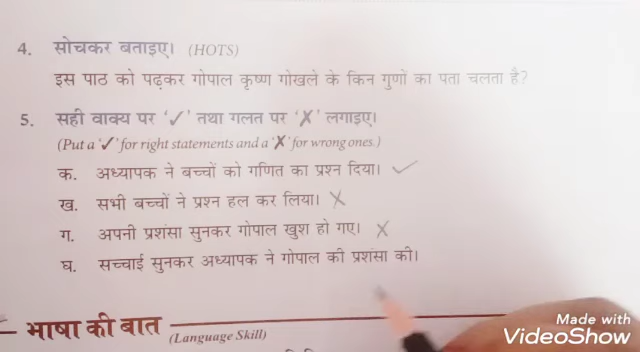 4. सोचकर बताइए। (HOTS)
इस पाठ को पढ़कर गोपाल कृष्ण गोखले के किन गुणों का पता चलता है?
5. सही वाक्य पर '✓' तथा गलत पर '✗' लगाइए।
(Put a '✓' for right statements and a '✗' for wrong ones.)
क. अध्यापक ने बच्चों को गणित का प्रश्न दिया। ✓
ख. सभी बच्चों ने प्रश्न हल कर लिया। ✗
ग. अपनी प्रशंसा सुनकर गोपाल खुश हो गए। ✗
घ. सच्चाई सुनकर अध्यापक ने गोपाल की प्रशंसा की।
भाषा की बात (Language Skill)
Made with
VideoShow